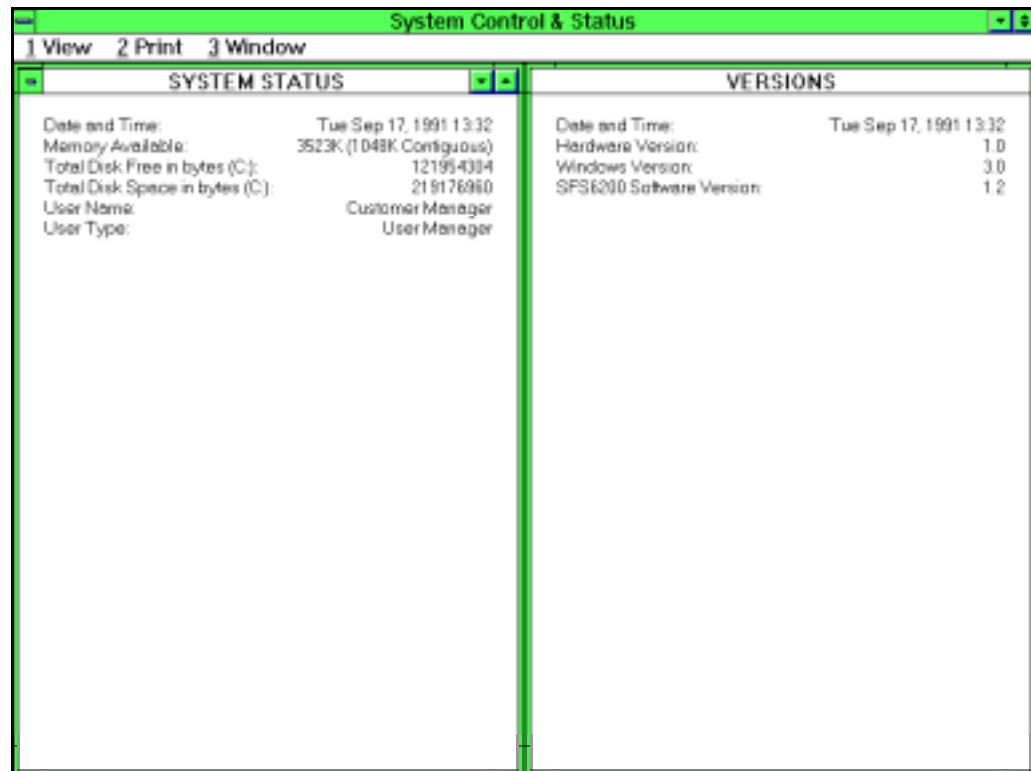 System Control & Status
1 View 2 Print 3 Window
SYSTEM STATUS
Date and Time: Tue Sep 17, 1991 13:32
Memory Available: 3523K (1048K Contiguous)
Total Disk Free in bytes (C:): 121954304
Total Disk Space in bytes (C:): 219176960
User Name: Customer Manager
User Type: User Manager
VERSIONS
Date and Time: Tue Sep 17, 1991 13:32
Hardware Version: 1.0
Windows Version: 3.0
SFS6200 Software Version: 1.2